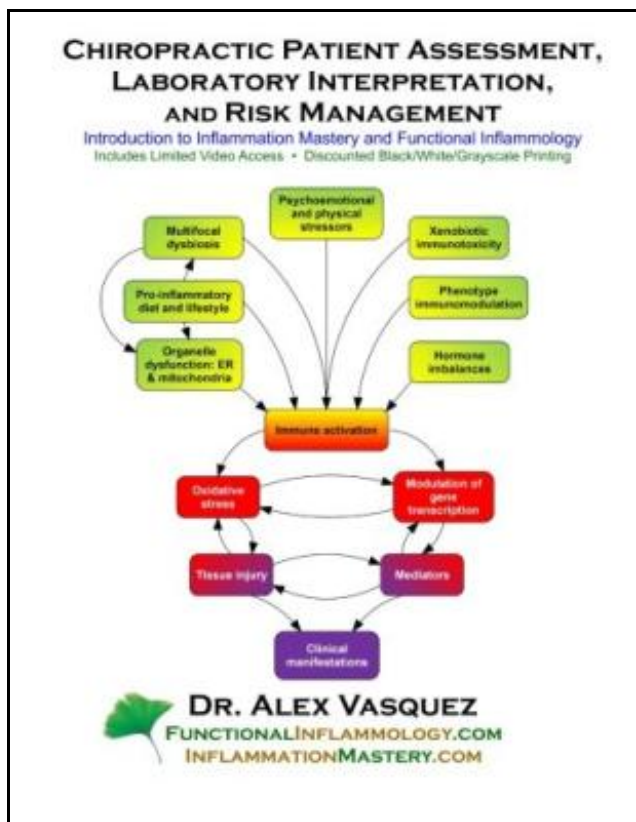 CHIROPRACTIC PATIENT ASSESSMENT,
LABORATORY INTERPRETATION,
AND RISK MANAGEMENT
Introduction to Inflammation Mastery and Functional Inflammology
Includes Limited Video Access • Discounted Black/White/Grayscale Printing
Psychoemotional
and physical
stressors
Multifocal
dysbiosis
Xenobiotic
immunotoxicity
Pro-inflammatory
diet and lifestyle
Phenotype
immunomodulation
Organelle
dysfunction: ER
& mitochondria
Hormone
imbalances
Immune activation
Oxidative
stress
Modulation of
gene
transcription
Tissue injury
Mediators
Clinical
manifestations
DR. ALEX VASQUEZ
FUNCTIONALINFLAMMOLOGY.COM
INFLAMMATIONMASTERY.COM